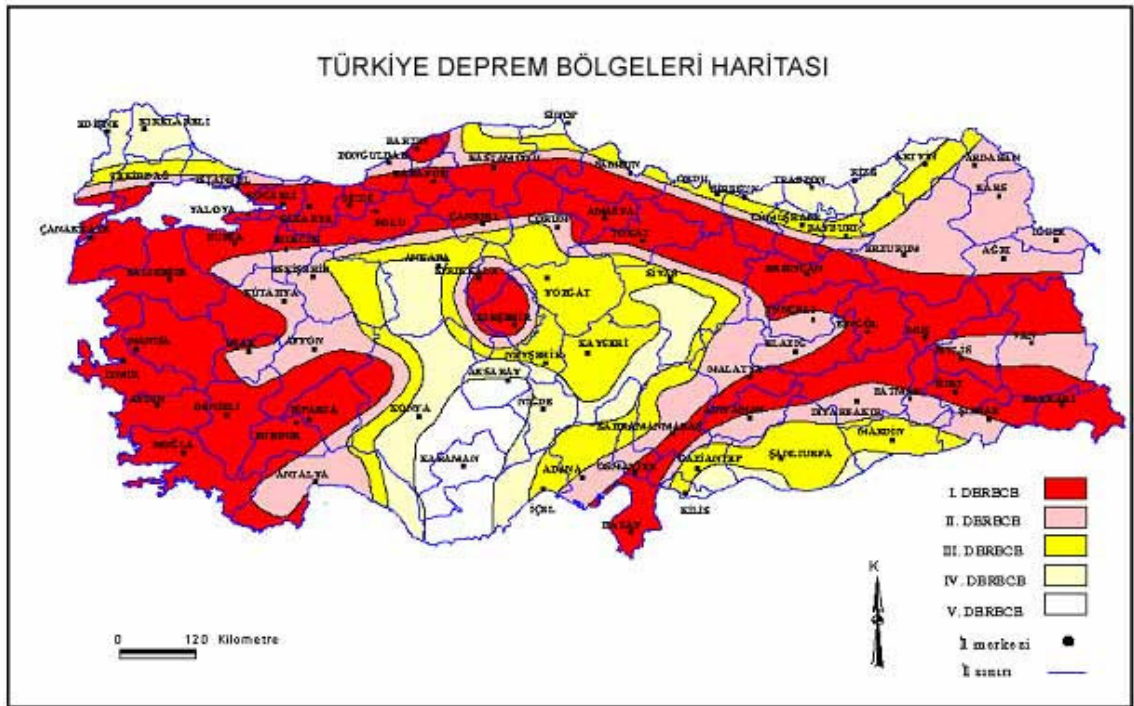 TÜRKİYE DEPREM BÖLGELERİ HARİTASI
EDİRNE
KIRKLARELİ
TEKİRDAĞ
İSTANBUL
YALOVA
ÇANAKKALE
BURSA
BİLECİK
BALIKESİR
KÜTAHYA
ESKİŞEHİR
MANİSA
UŞAK
AFYON
İZMİR
AYDIN
DENİZLİ
ISPARTA
BURDUR
MUĞLA
ANTALYA
KOCAELİ
SAKARYA
BOLU
ZONGULDAK
BARTIN
KARABÜK
KASTAMONU
SİNOP
SAMSUN
ÇANKIRI
ÇORUM
AMASYA
TOKAT
ORDU
GİRESUN
TRABZON
RİZE
ARTVİN
ARDAHAN
KARS
IĞDIR
AĞRI
ERZURUM
BAYBURT
ANKARA
KIRIKKALE
YOZGAT
SİVAS
KIRŞEHİR
NEVŞEHİR
KAYSERİ
AKSARAY
NİĞDE
KONYA
KARAMAN
ADANA
İÇEL
OSMANİYE
HATAY
KİLİS
GAZİANTEP
KAHRAMANMARAŞ
MALATYA
ELAZIĞ
TUNCELİ
ERZİNCAN
BİNGÖL
MUŞ
BİTLİS
VAN
ADIYAMAN
DİYARBAKIR
BATMAN
SİİRT
ŞIRNAK
HAKKARİ
MARDİN
ŞANLIURFA
I. DERECE
II. DERECE
III. DERECE
IV. DERECE
V. DERECE
İl merkezi
İl sınırı
K
0 120 Kilometre